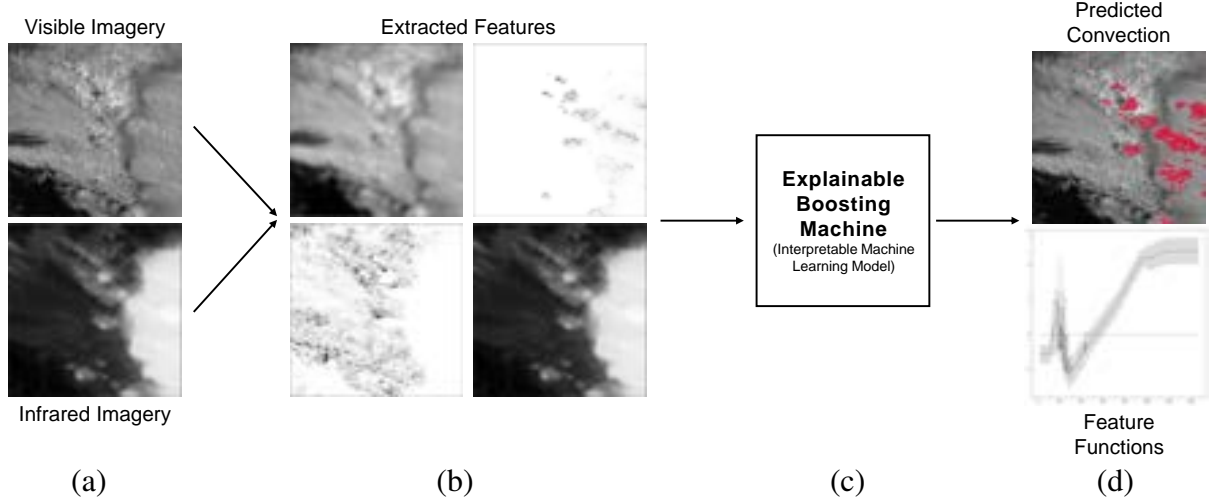 Visible Imagery
Extracted Features
Predicted
Convection
Explainable
Boosting
Machine
(Interpretable Machine
Learning Model)
Infrared Imagery
Feature
Functions
(a)
(b)
(c)
(d)